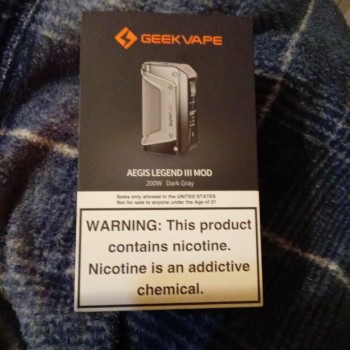 GEEKVAPE
AEGIS LEGEND III MOD
200W Dark Gray
Sales only allowed in the UNITED STATES
Not for sale to anyone under the Age of 21
WARNING: This product
contains nicotine.
Nicotine is an addictive
chemical.